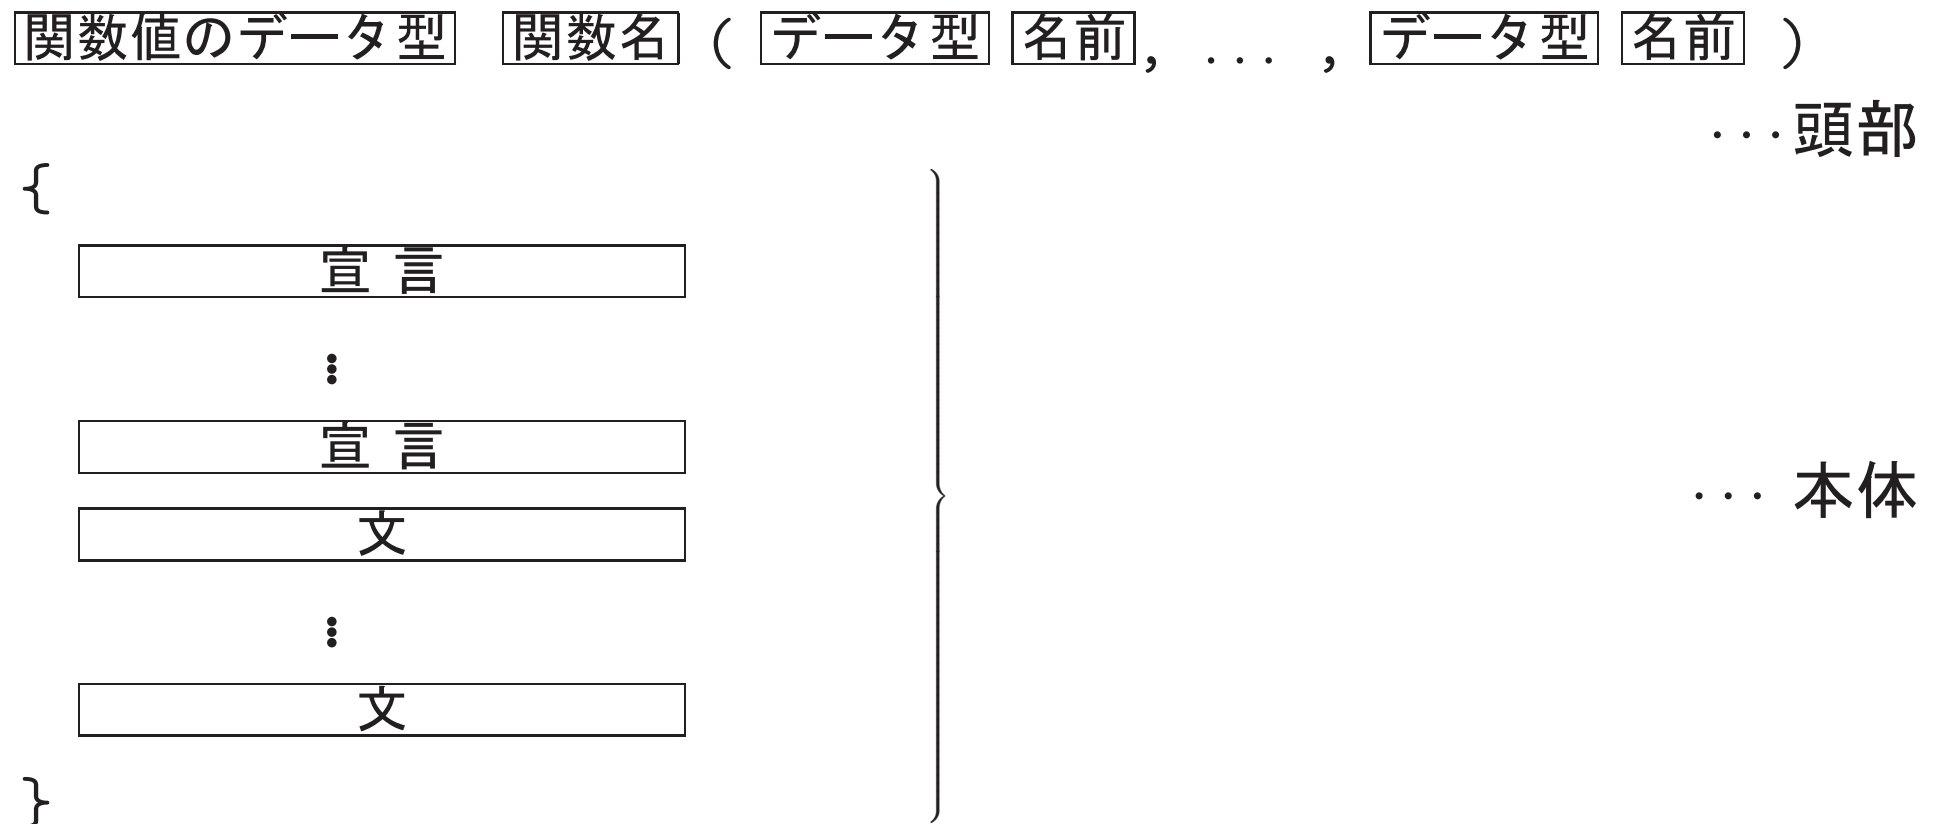 関数値のデータ型 関数名 ( データ型 名前 , ... , データ型 名前 )
...頭部
{
宣 言
⋮
宣 言
... 本体
文
⋮
文
}